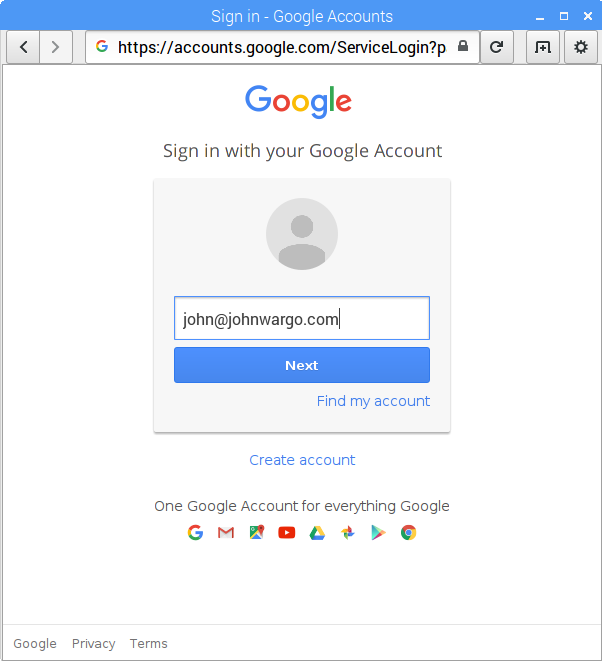 Sign in - Google Accounts
https://accounts.google.com/ServiceLogin?p
Google
Sign in with your Google Account
john@johnwargo.com
Next
Find my account
Create account
One Google Account for everything Google
Google Privacy Terms